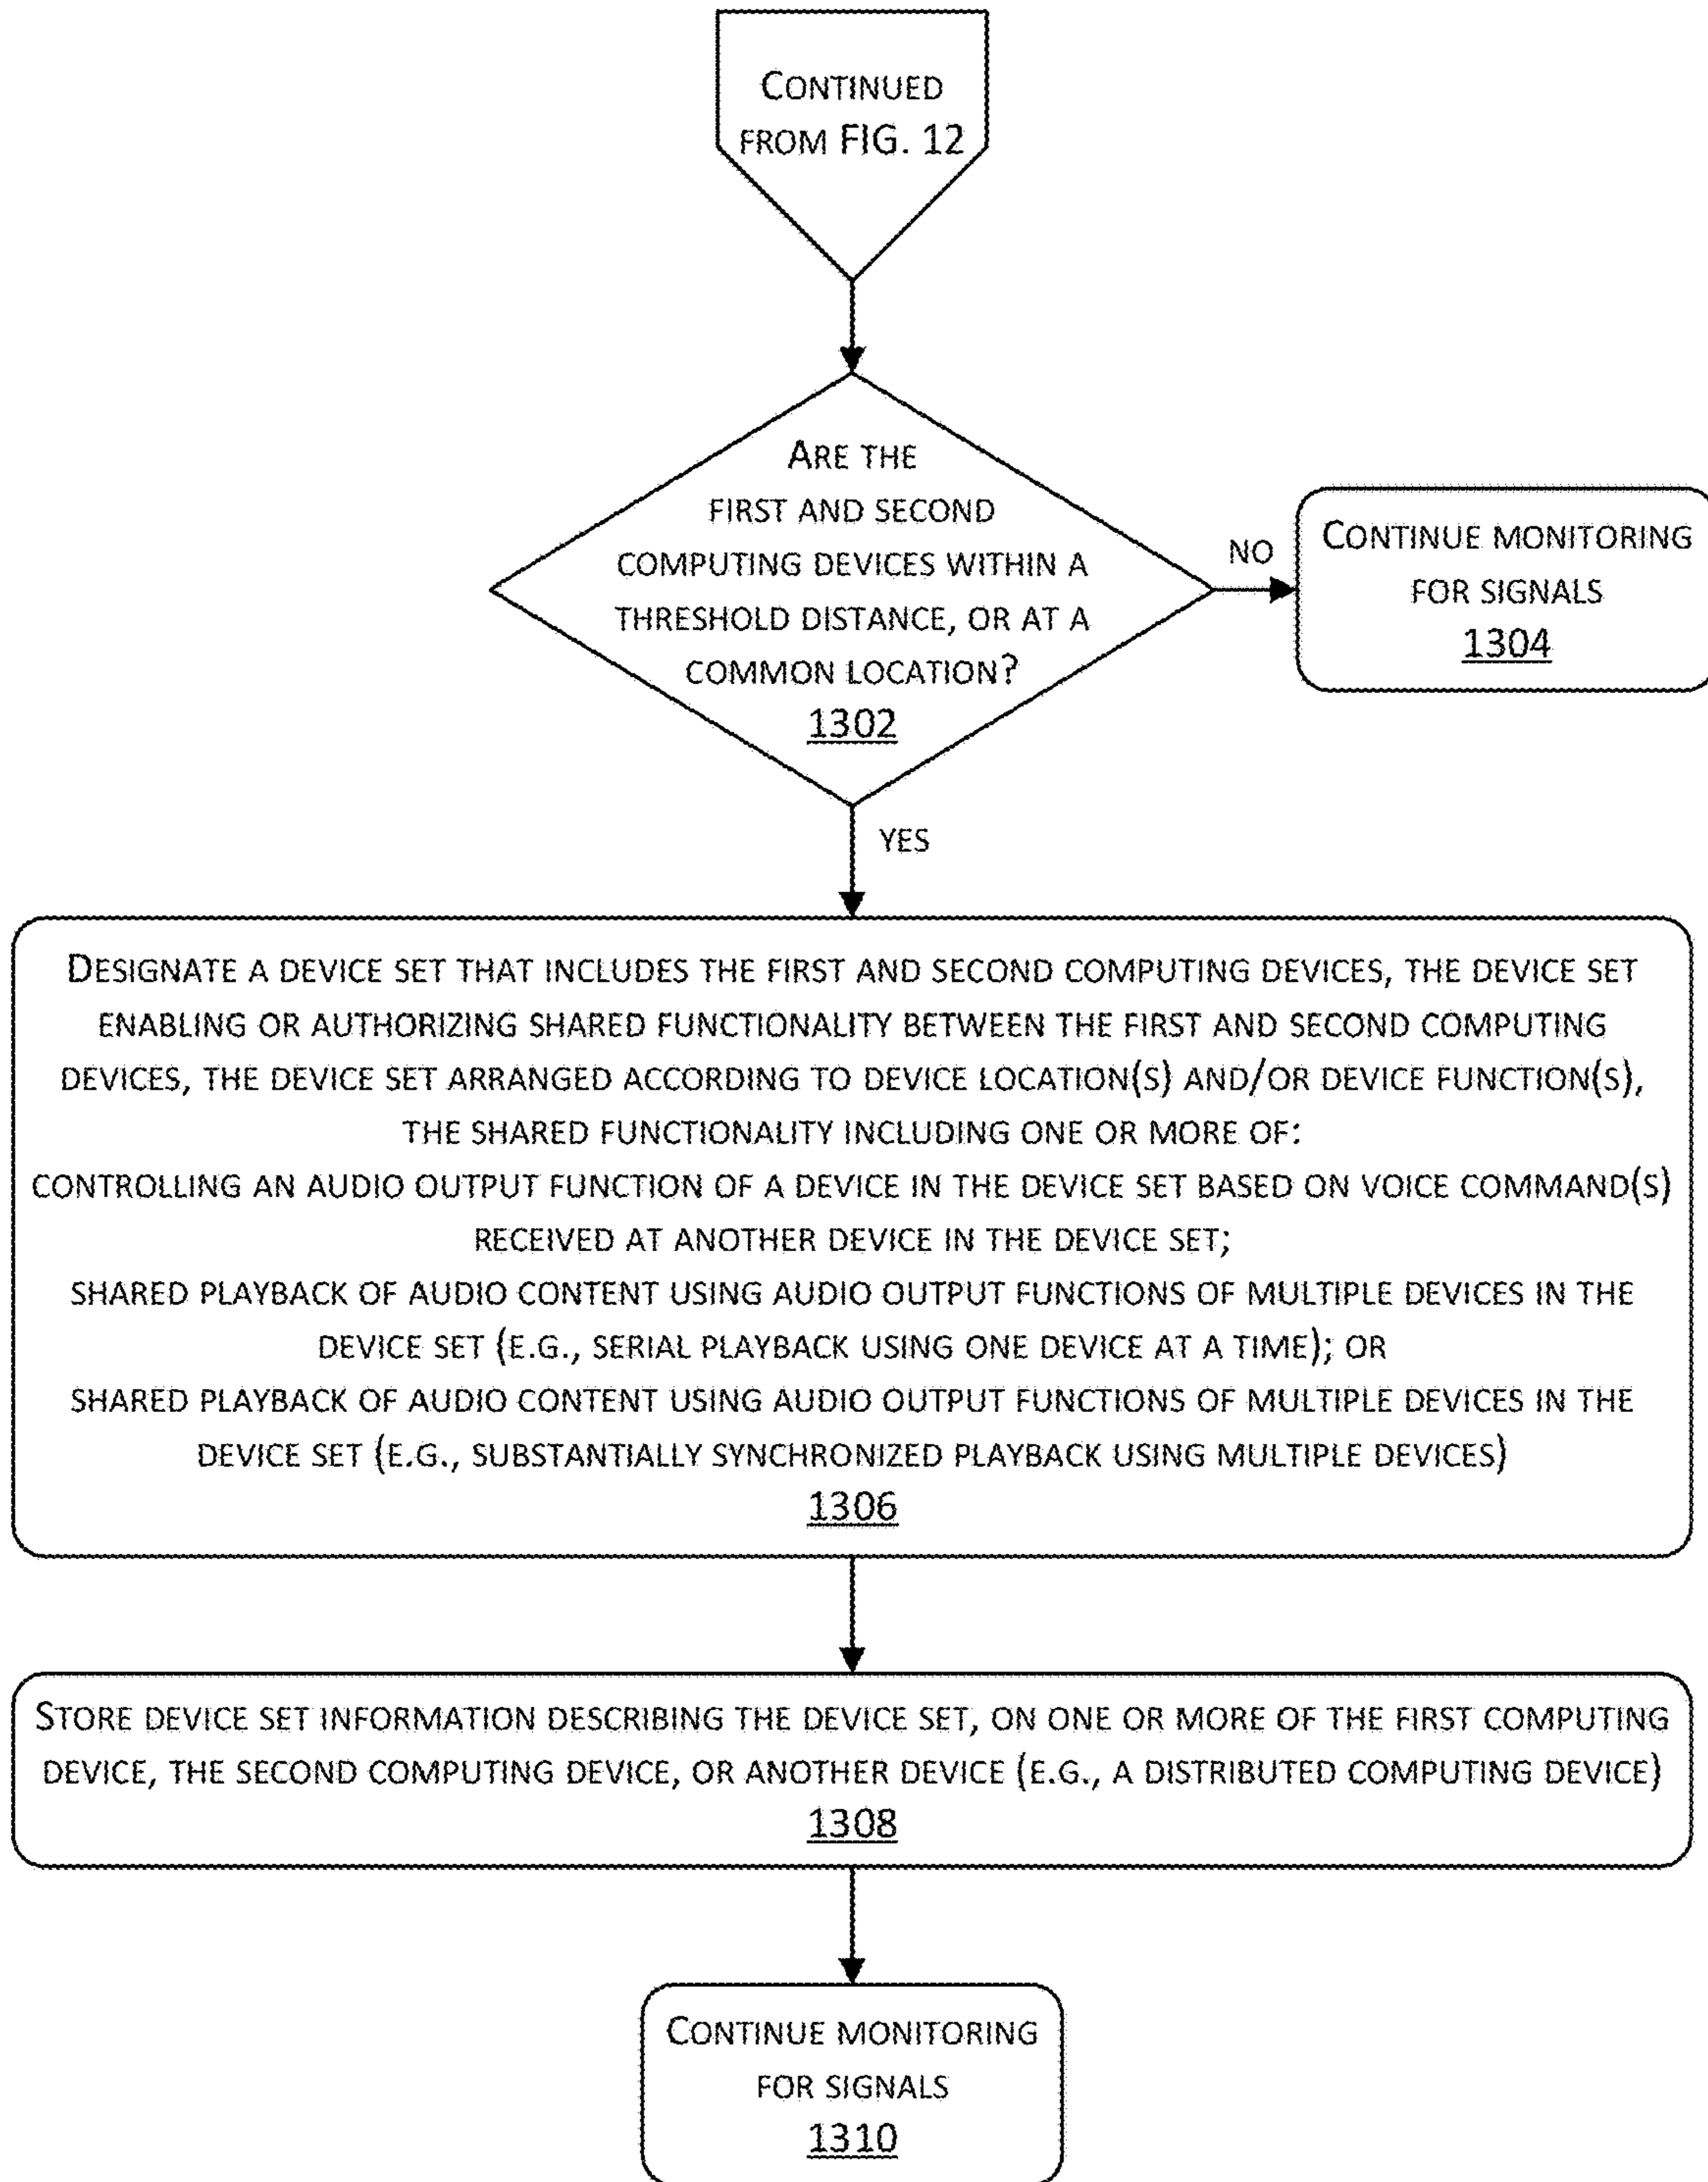 CONTINUED
FROM FIG. 12
ARE THE
FIRST AND SECOND
COMPUTING DEVICES WITHIN A
THRESHOLD DISTANCE, OR AT A
COMMON LOCATION?
1302
NO
CONTINUE MONITORING
FOR SIGNALS
1304
YES
DESIGNATE A DEVICE SET THAT INCLUDES THE FIRST AND SECOND COMPUTING DEVICES, THE DEVICE SET
ENABLING OR AUTHORIZING SHARED FUNCTIONALITY BETWEEN THE FIRST AND SECOND COMPUTING
DEVICES, THE DEVICE SET ARRANGED ACCORDING TO DEVICE LOCATION(S) AND/OR DEVICE FUNCTION(S),
THE SHARED FUNCTIONALITY INCLUDING ONE OR MORE OF:
CONTROLLING AN AUDIO OUTPUT FUNCTION OF A DEVICE IN THE DEVICE SET BASED ON VOICE COMMAND(S)
RECEIVED AT ANOTHER DEVICE IN THE DEVICE SET;
SHARED PLAYBACK OF AUDIO CONTENT USING AUDIO OUTPUT FUNCTIONS OF MULTIPLE DEVICES IN THE
DEVICE SET (E.G., SERIAL PLAYBACK USING ONE DEVICE AT A TIME); OR
SHARED PLAYBACK OF AUDIO CONTENT USING AUDIO OUTPUT FUNCTIONS OF MULTIPLE DEVICES IN THE
DEVICE SET (E.G., SUBSTANTIALLY SYNCHRONIZED PLAYBACK USING MULTIPLE DEVICES)
1306
STORE DEVICE SET INFORMATION DESCRIBING THE DEVICE SET, ON ONE OR MORE OF THE FIRST COMPUTING
DEVICE, THE SECOND COMPUTING DEVICE, OR ANOTHER DEVICE (E.G., A DISTRIBUTED COMPUTING DEVICE)
1308
CONTINUE MONITORING
FOR SIGNALS
1310